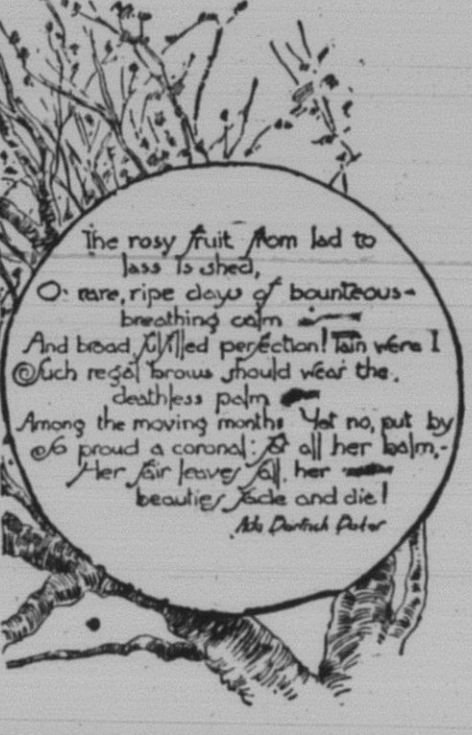 The rosy fruit from lad to
lass is shed,
O. rare, ripe days of bounteous-
breathing calm
And broad, fulfilled perfection! Fain were I
Such regal brows should wear the
deathless palm
Among the moving months Yet no, put by
So proud a coronal: for all her balm,-
Her fair leaves fall, her
beauties fade and die!